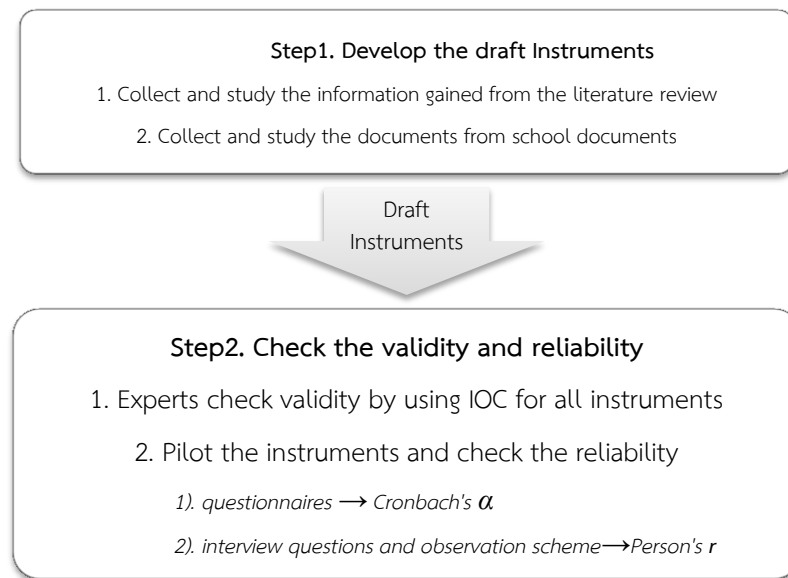 Step1. Develop the draft Instruments
1. Collect and study the information gained from the literature review
2. Collect and study the documents from school documents
Draft
Instruments
Step2. Check the validity and reliability
1. Experts check validity by using IOC for all instruments
2. Pilot the instruments and check the reliability
1). questionnaires → Cronbach's α
2). interview questions and observation scheme→Person's r